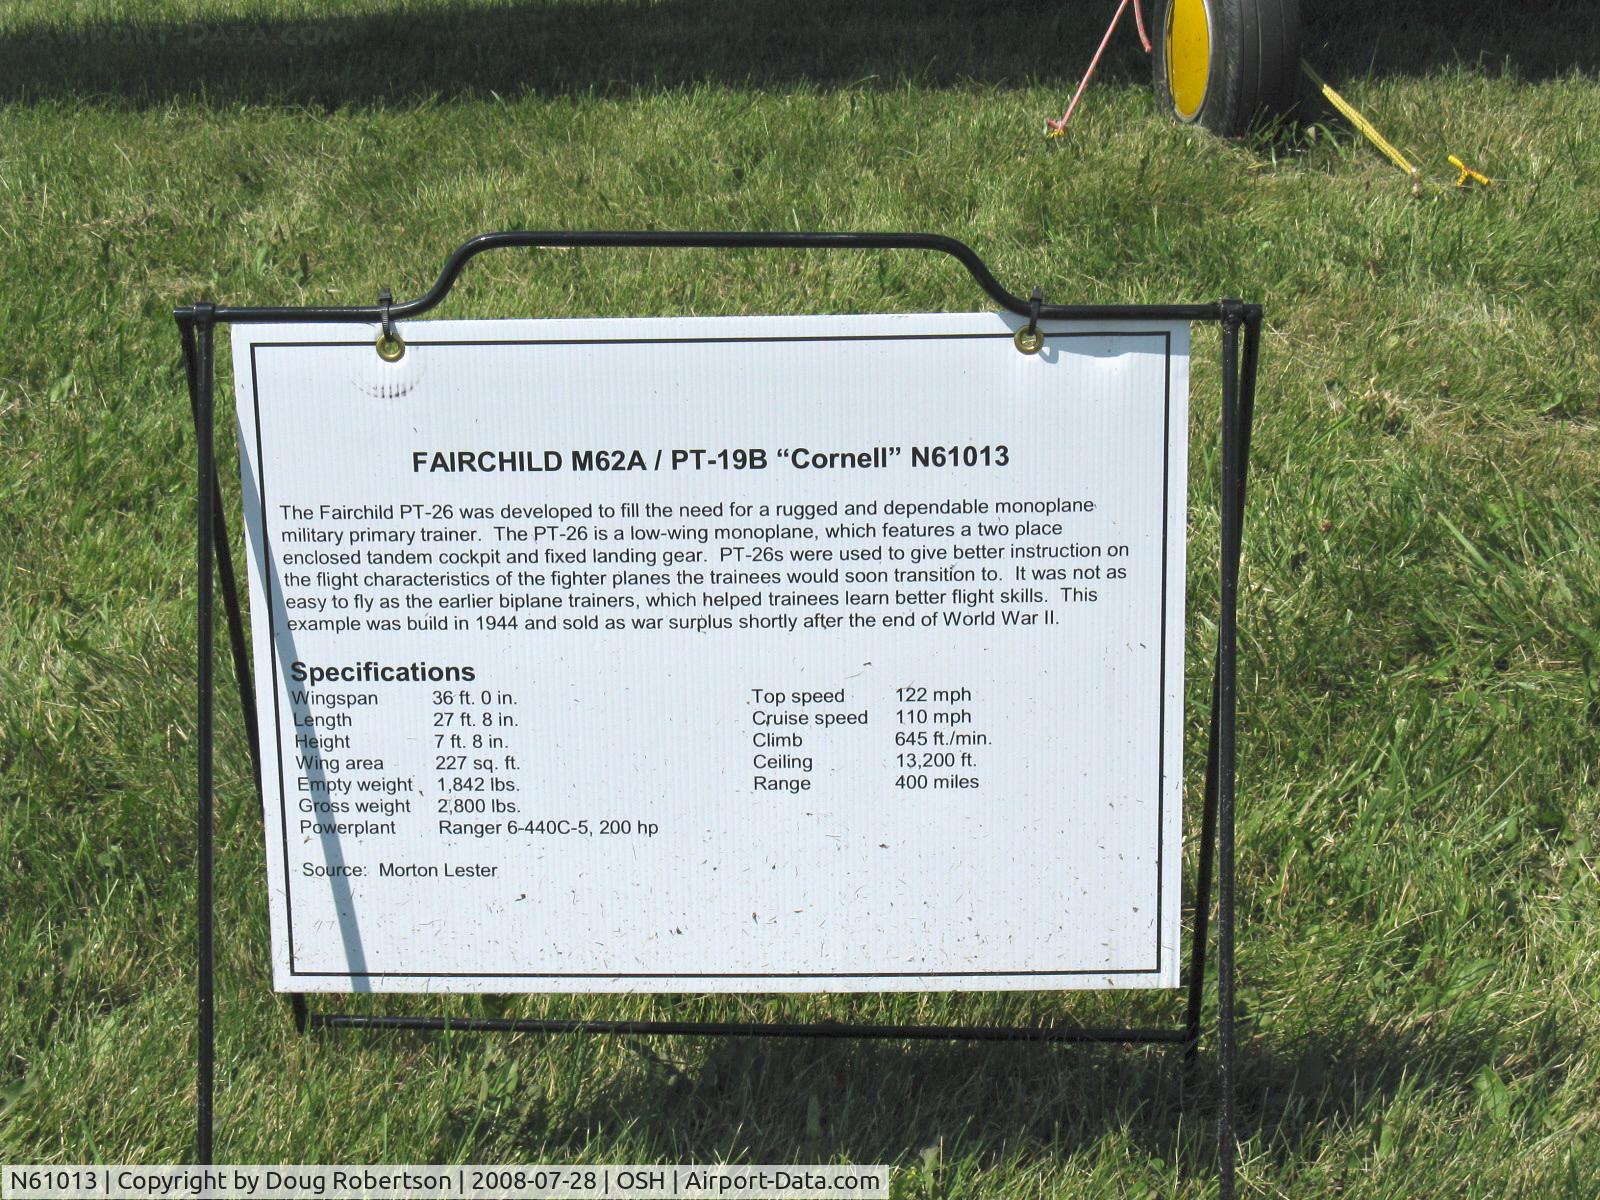 AIRPORT-DATA.COM
FAIRCHILD M62A / PT-19B “Cornell” N61013
The Fairchild PT-26 was developed to fill the need for a rugged and dependable monoplane
military primary trainer.  The PT-26 is a low-wing monoplane, which features a two place
enclosed tandem cockpit and fixed landing gear.  PT-26s were used to give better instruction on
the flight characteristics of the fighter planes the trainees would soon transition to.  It was not as
easy to fly as the earlier biplane trainers, which helped trainees learn better flight skills.  This
example was build in 1944 and sold as war surplus shortly after the end of World War II.
Specifications
Wingspan 36 ft. 0 in.
Length 27 ft. 8 in.
Height 7 ft. 8 in.
Wing area 227 sq. ft.
Empty weight 1,842 lbs.
Gross weight 2,800 lbs.
Powerplant Ranger 6-440C-5, 200 hp
Top speed 122 mph
Cruise speed 110 mph
Climb 645 ft./min.
Ceiling 13,200 ft.
Range 400 miles
Source:  Morton Lester
N61013 | Copyright by Doug Robertson | 2008-07-28 | OSH | Airport-Data.com